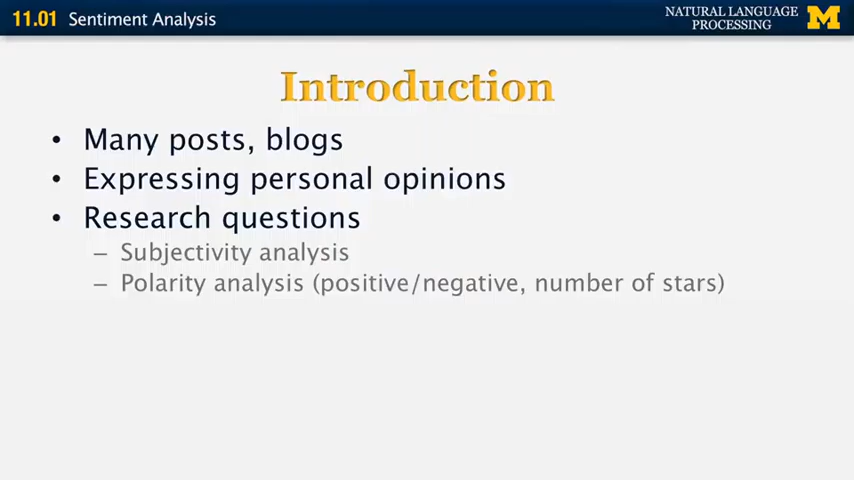 11.01 Sentiment Analysis
NATURAL LANGUAGE
PROCESSING
M
Introduction
• Many posts, blogs
• Expressing personal opinions
• Research questions
– Subjectivity analysis
– Polarity analysis (positive/negative, number of stars)